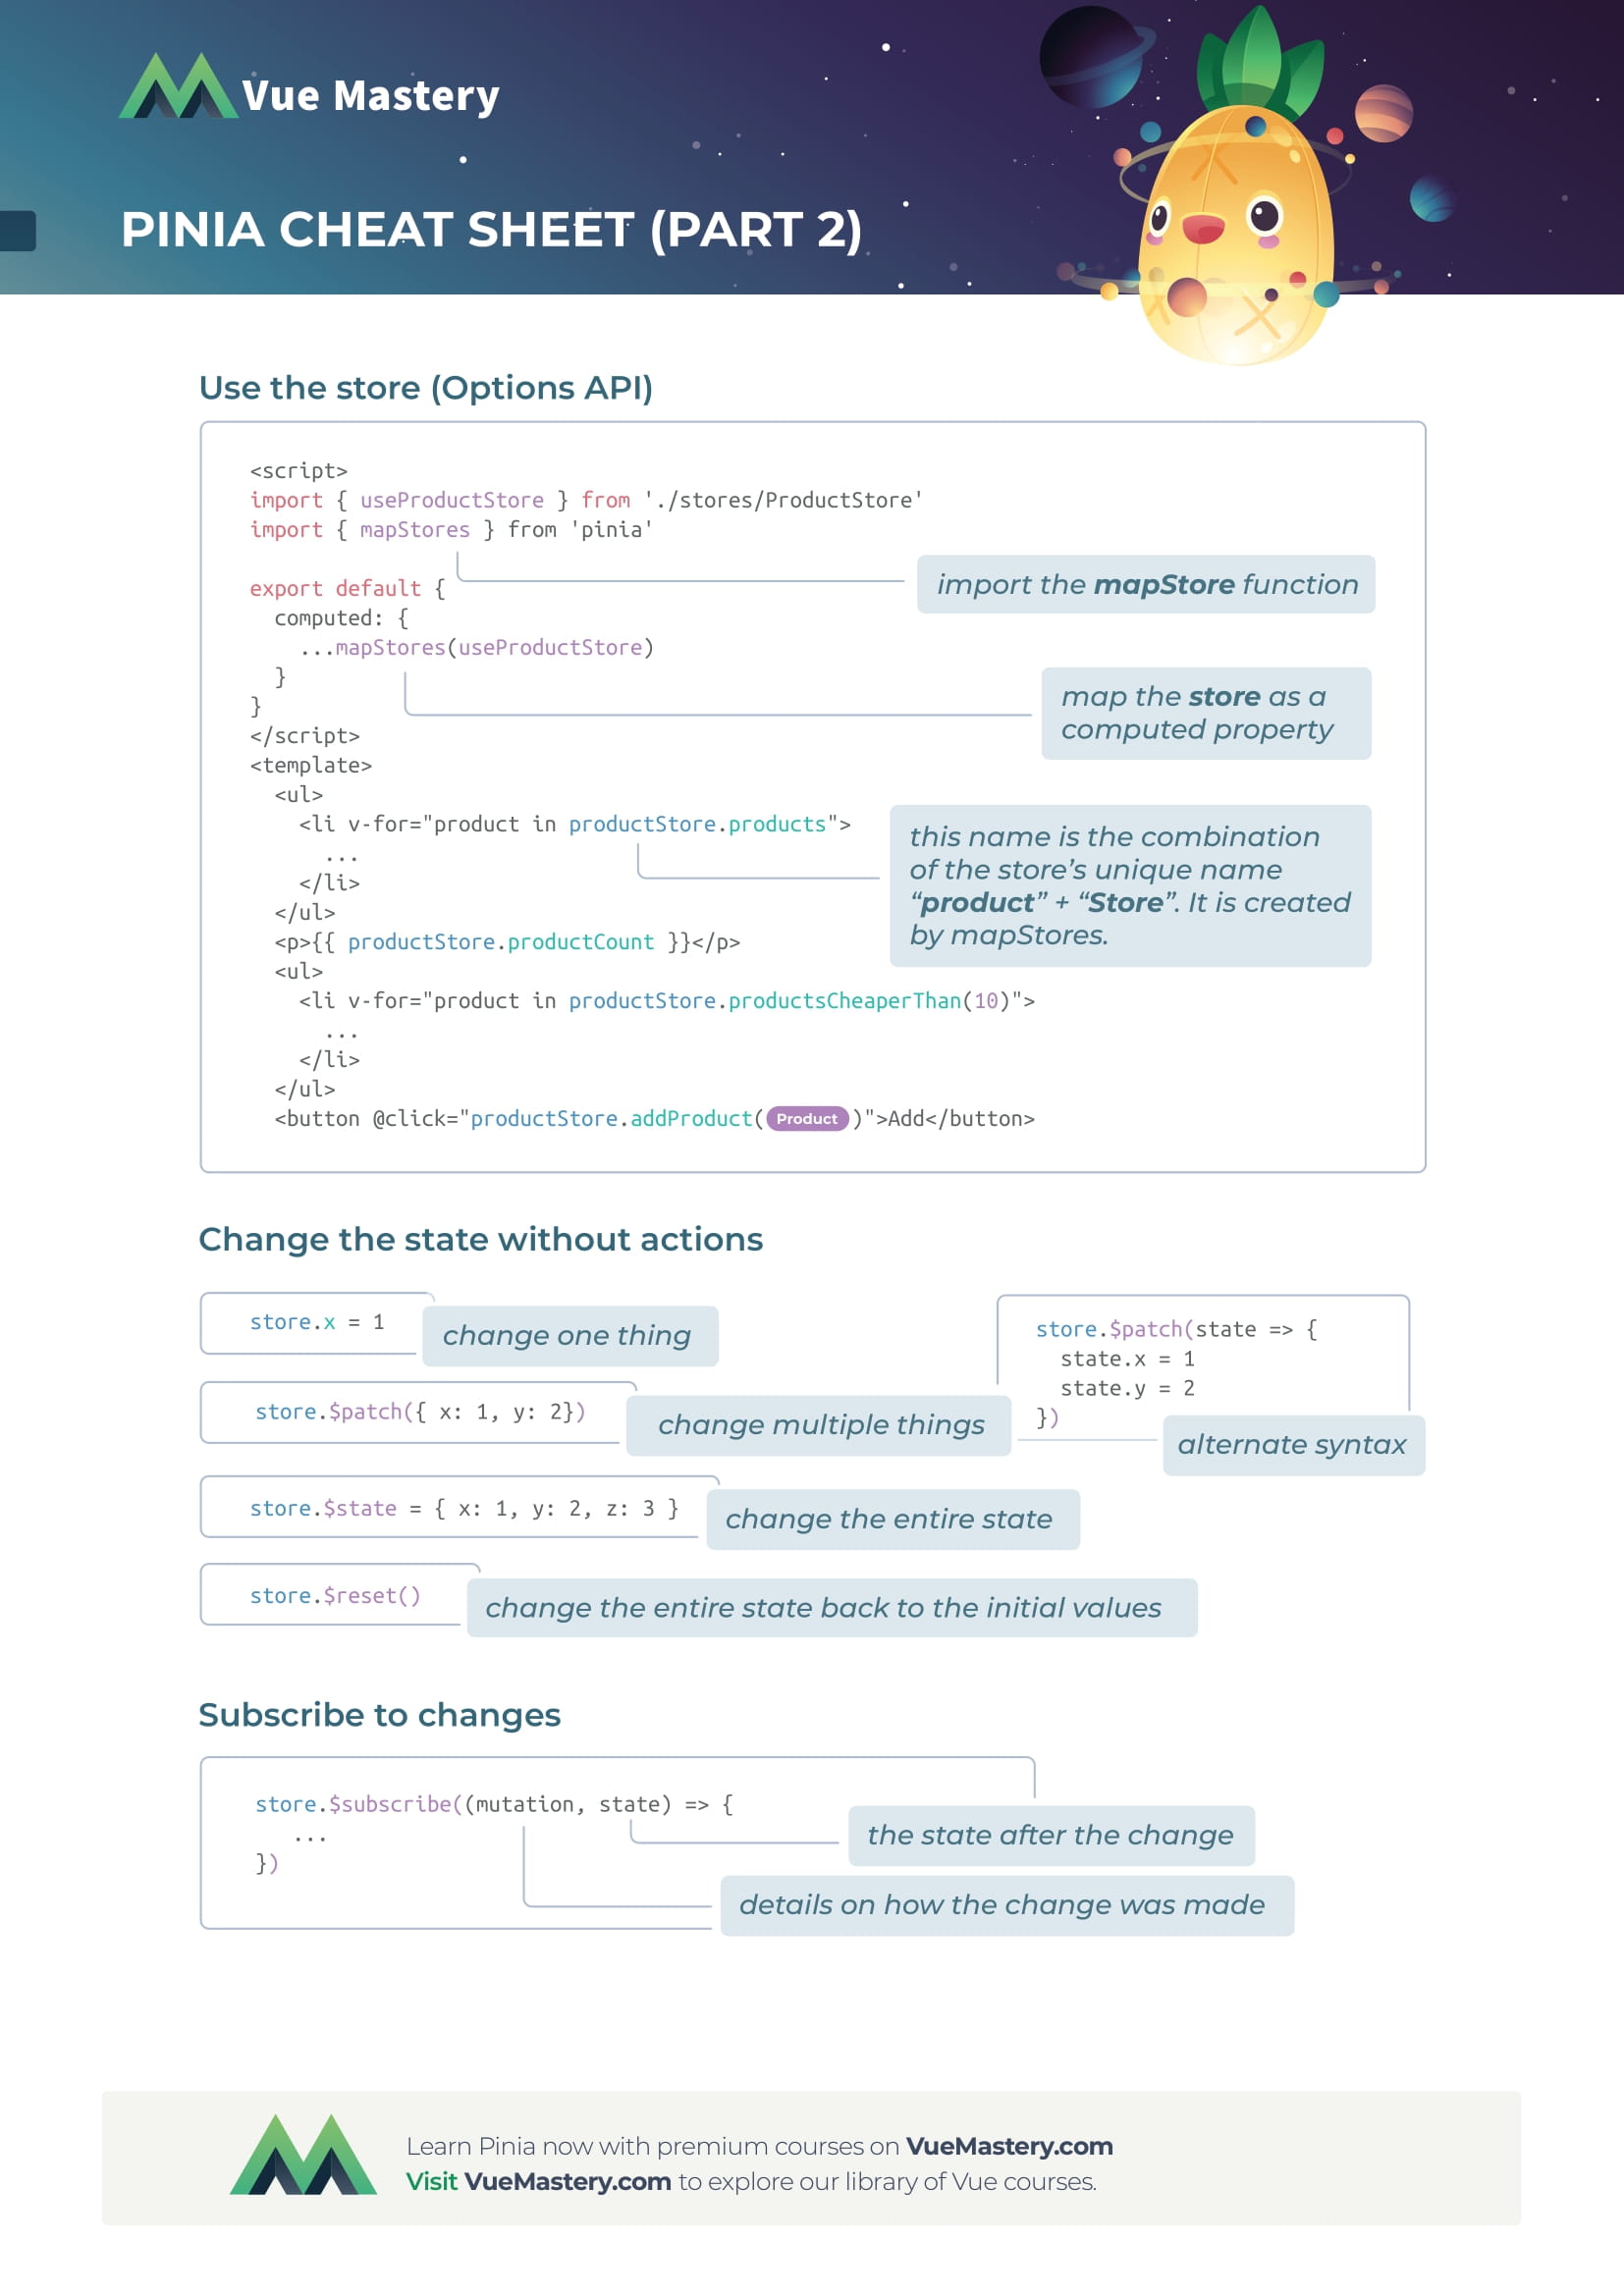 Vue Mastery
PINIA CHEAT SHEET (PART 2)
Use the store (Options API)
<script>
import { useProductStore } from './stores/ProductStore'
import { mapStores } from 'pinia'
import the mapStore function
export default {
computed: {
...mapStores(useProductStore)
}
}
map the store as a
computed property
</script>
<template>
<ul>
<li v-for="product in productStore.products">
...
</li>
</ul>
this name is the combination
of the store’s unique name
“product” + “Store”. It is created
by mapStores.
<p>{{ productStore.productCount }}</p>
<ul>
<li v-for="product in productStore.productsCheaperThan(10)">
...
</li>
</ul>
<button @click="productStore.addProduct(Product)">Add</button>
Change the state without actions
store.x = 1
change one thing
store.$patch({ x: 1, y: 2})
change multiple things
store.$patch(state => {
state.x = 1
state.y = 2
})
alternate syntax
store.$state = { x: 1, y: 2, z: 3 }
change the entire state
store.$reset()
change the entire state back to the initial values
Subscribe to changes
store.$subscribe((mutation, state) => {
...
})
the state after the change
details on how the change was made
Learn Pinia now with premium courses on VueMastery.com
Visit VueMastery.com to explore our library of Vue courses.